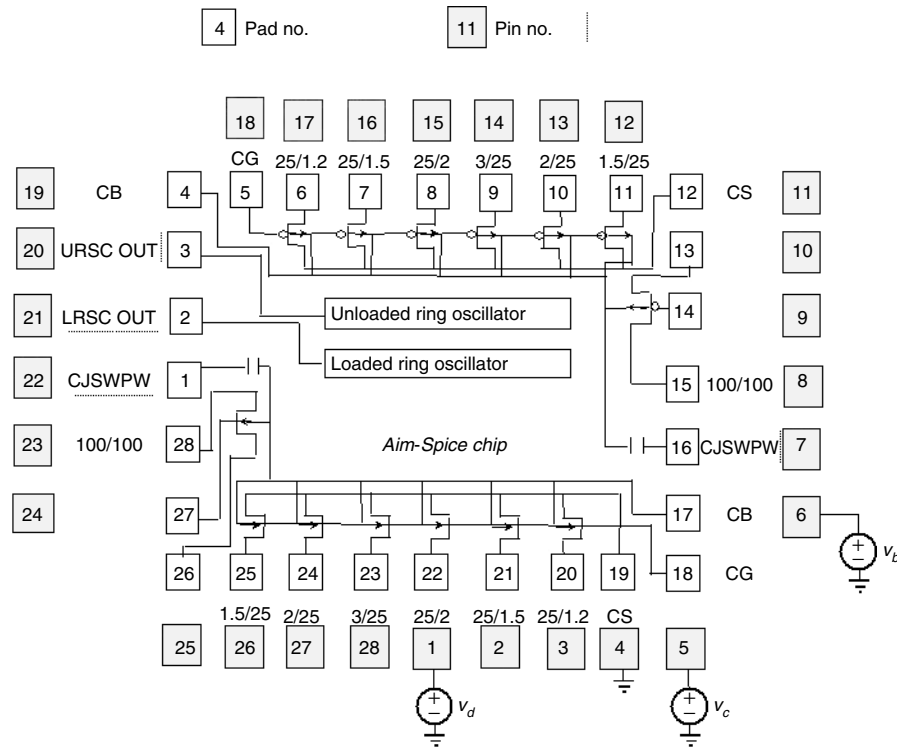 4 Pad no. 11 Pin no.
18 17 16 15 14 13 12
CG 25/1.2 25/1.5 25/2 3/25 2/25 1.5/25
19 CB 4 5 6 7 8 9 10 11 12 CS 11
20 URSC OUT 3 13 10
Unloaded ring oscillator
21 LRSC OUT 2 14 9
Loaded ring oscillator
22 CJSWPW 1 15 100/100 8
23 100/100 28 Aim-Spice chip 16 CJSWPW 7
24 27 17 CB 6
+
−
vb
26 25 24 23 22 21 20 19 18 CG
1.5/25 2/25 3/25 25/2 25/1.5 25/1.2 CS
25 26 27 28 1 2 3 4 5
+
−
vd
+
−
vc